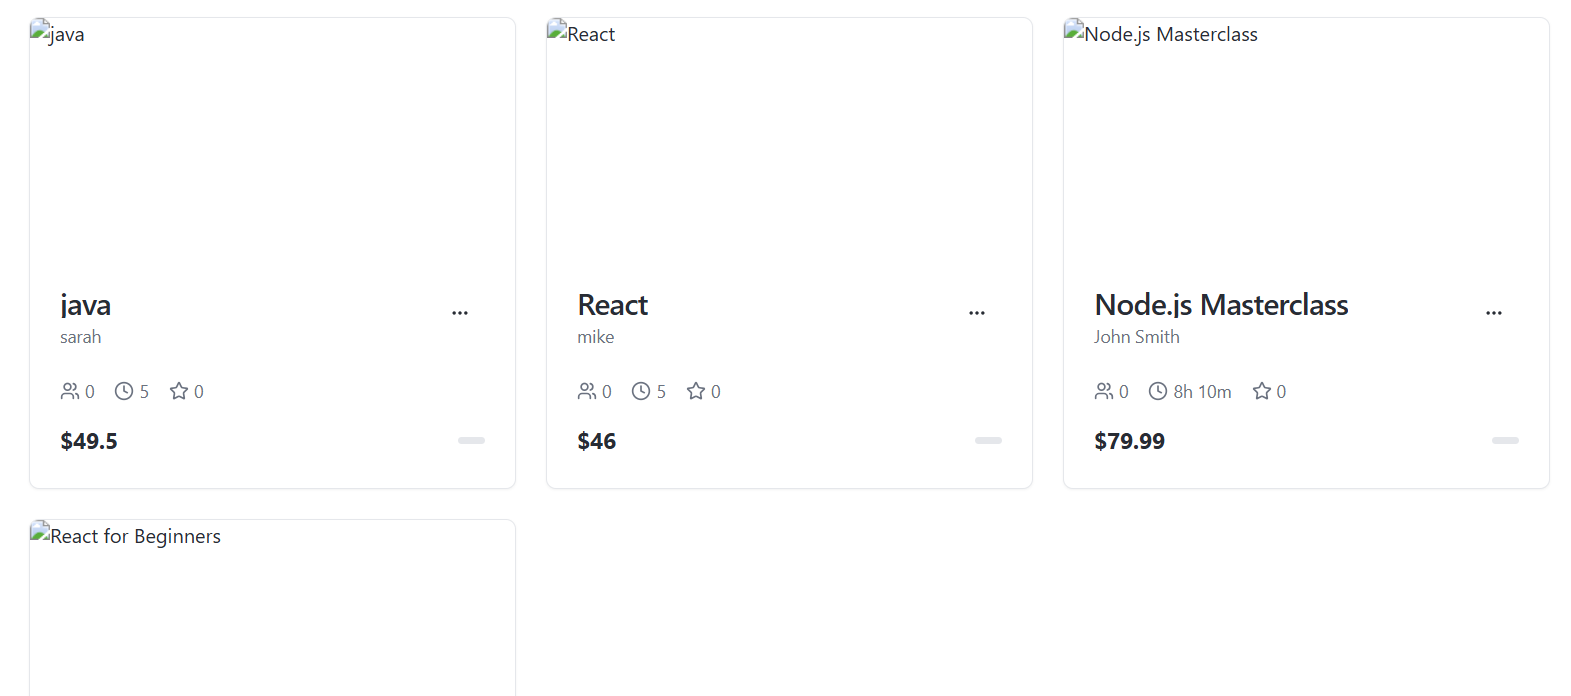 java
React
Node.js Masterclass
java
...
React
...
Node.js Masterclass
...
sarah
mike
John Smith
0 5 0
0 5 0
0 8h 10m 0
$49.5
$46
$79.99
React for Beginners